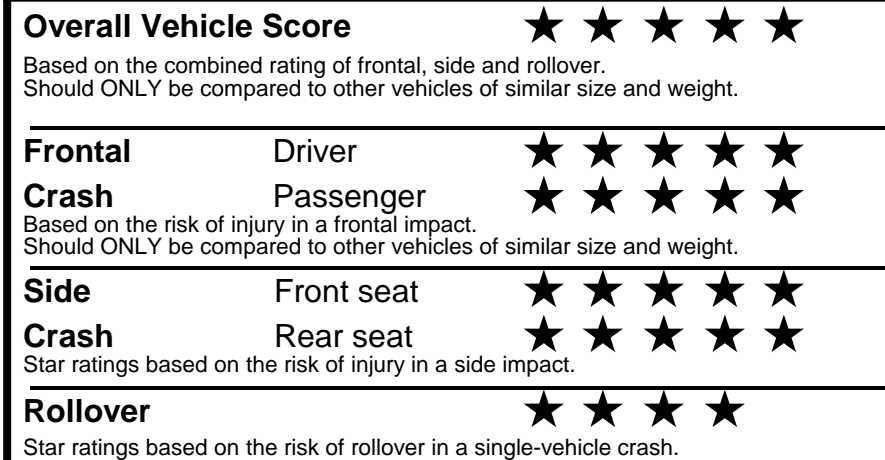 Overall Vehicle Score ★ ★ ★ ★ ★
Based on the combined rating of frontal, side and rollover.
Should ONLY be compared to other vehicles of similar size and weight.
Frontal Driver ★ ★ ★ ★ ★
Crash Passenger ★ ★ ★ ★ ★
Based on the risk of injury in a frontal impact.
Should ONLY be compared to other vehicles of similar size and weight.
Side Front seat ★ ★ ★ ★ ★
Crash Rear seat ★ ★ ★ ★ ★
Star ratings based on the risk of injury in a side impact.
Rollover ★ ★ ★ ★
Star ratings based on the risk of rollover in a single-vehicle crash.